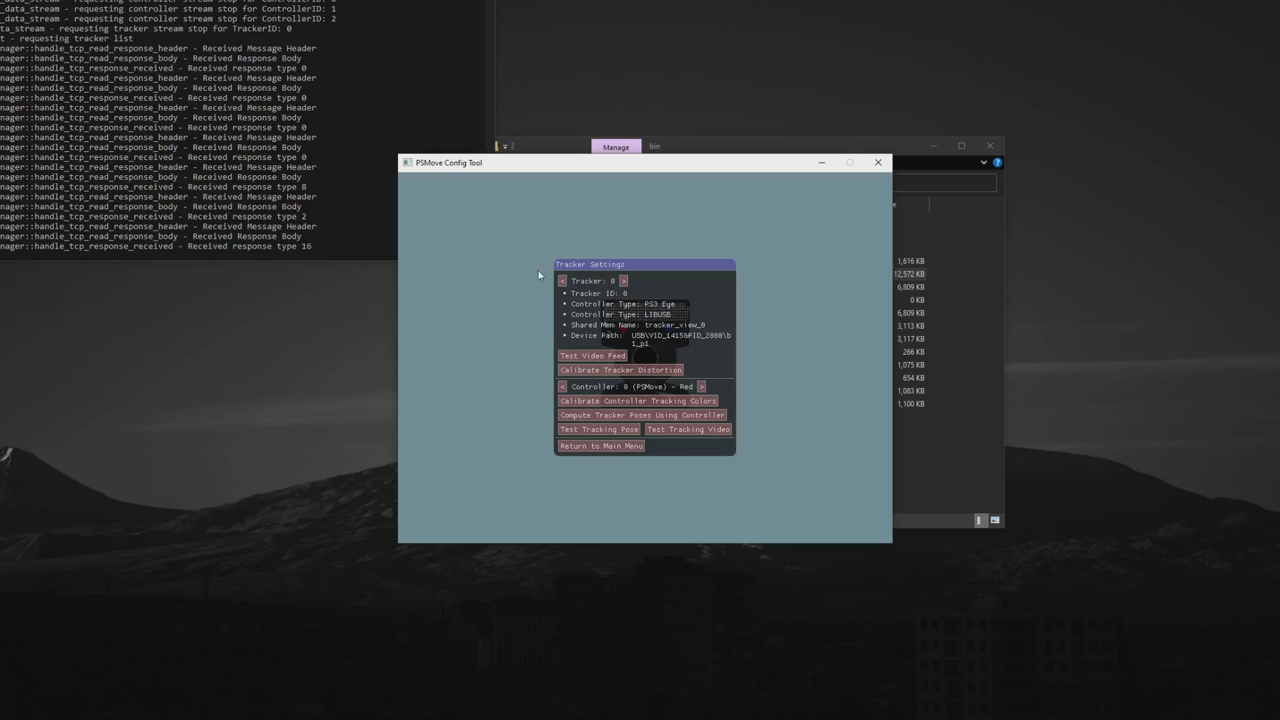 _data_stream - requesting controller stream stop for ControllerID: 1
_data_stream - requesting controller stream stop for ControllerID: 2
ta_stream - requesting tracker stream stop for TrackerID: 0
t - requesting tracker list
nager::handle_tcp_read_response_header - Received Message Header
nager::handle_tcp_read_response_body - Received Response Body
nager::handle_tcp_response_received - Received response type 0
nager::handle_tcp_read_response_header - Received Message Header
nager::handle_tcp_read_response_body - Received Response Body
nager::handle_tcp_response_received - Received response type 0
nager::handle_tcp_read_response_header - Received Message Header
nager::handle_tcp_read_response_body - Received Response Body
nager::handle_tcp_response_received - Received response type 0
nager::handle_tcp_read_response_header - Received Message Header
nager::handle_tcp_read_response_body - Received Response Body
nager::handle_tcp_response_received - Received response type 0
nager::handle_tcp_read_response_header - Received Message Header
nager::handle_tcp_read_response_body - Received Response Body
nager::handle_tcp_response_received - Received response type 8
nager::handle_tcp_read_response_header - Received Message Header
nager::handle_tcp_read_response_body - Received Response Body
nager::handle_tcp_response_received - Received response type 2
nager::handle_tcp_read_response_header - Received Message Header
nager::handle_tcp_read_response_body - Received Response Body
nager::handle_tcp_response_received - Received response type 16
Manage
bin
PSMove Config Tool
Tracker Settings
< Tracker: 0 >
• Tracker ID: 0
• Controller Type: PS3 Eye
• Controller Type: LIBUSB
• Shared Mem Name: tracker_view_0
• Device Path: USB\VID_1415&PID_2000\b
1_p1
Test Video Feed
Calibrate Tracker Distortion
< Controller: 0 (PSMove) - Red >
Calibrate Controller Tracking Colors
Compute Tracker Poses Using Controller
Test Tracking Pose Test Tracking Video
Return to Main Menu
e
1,616 KB
12,572 KB
6,809 KB
0 KB
6,809 KB
3,113 KB
3,117 KB
266 KB
1,075 KB
654 KB
1,083 KB
1,100 KB